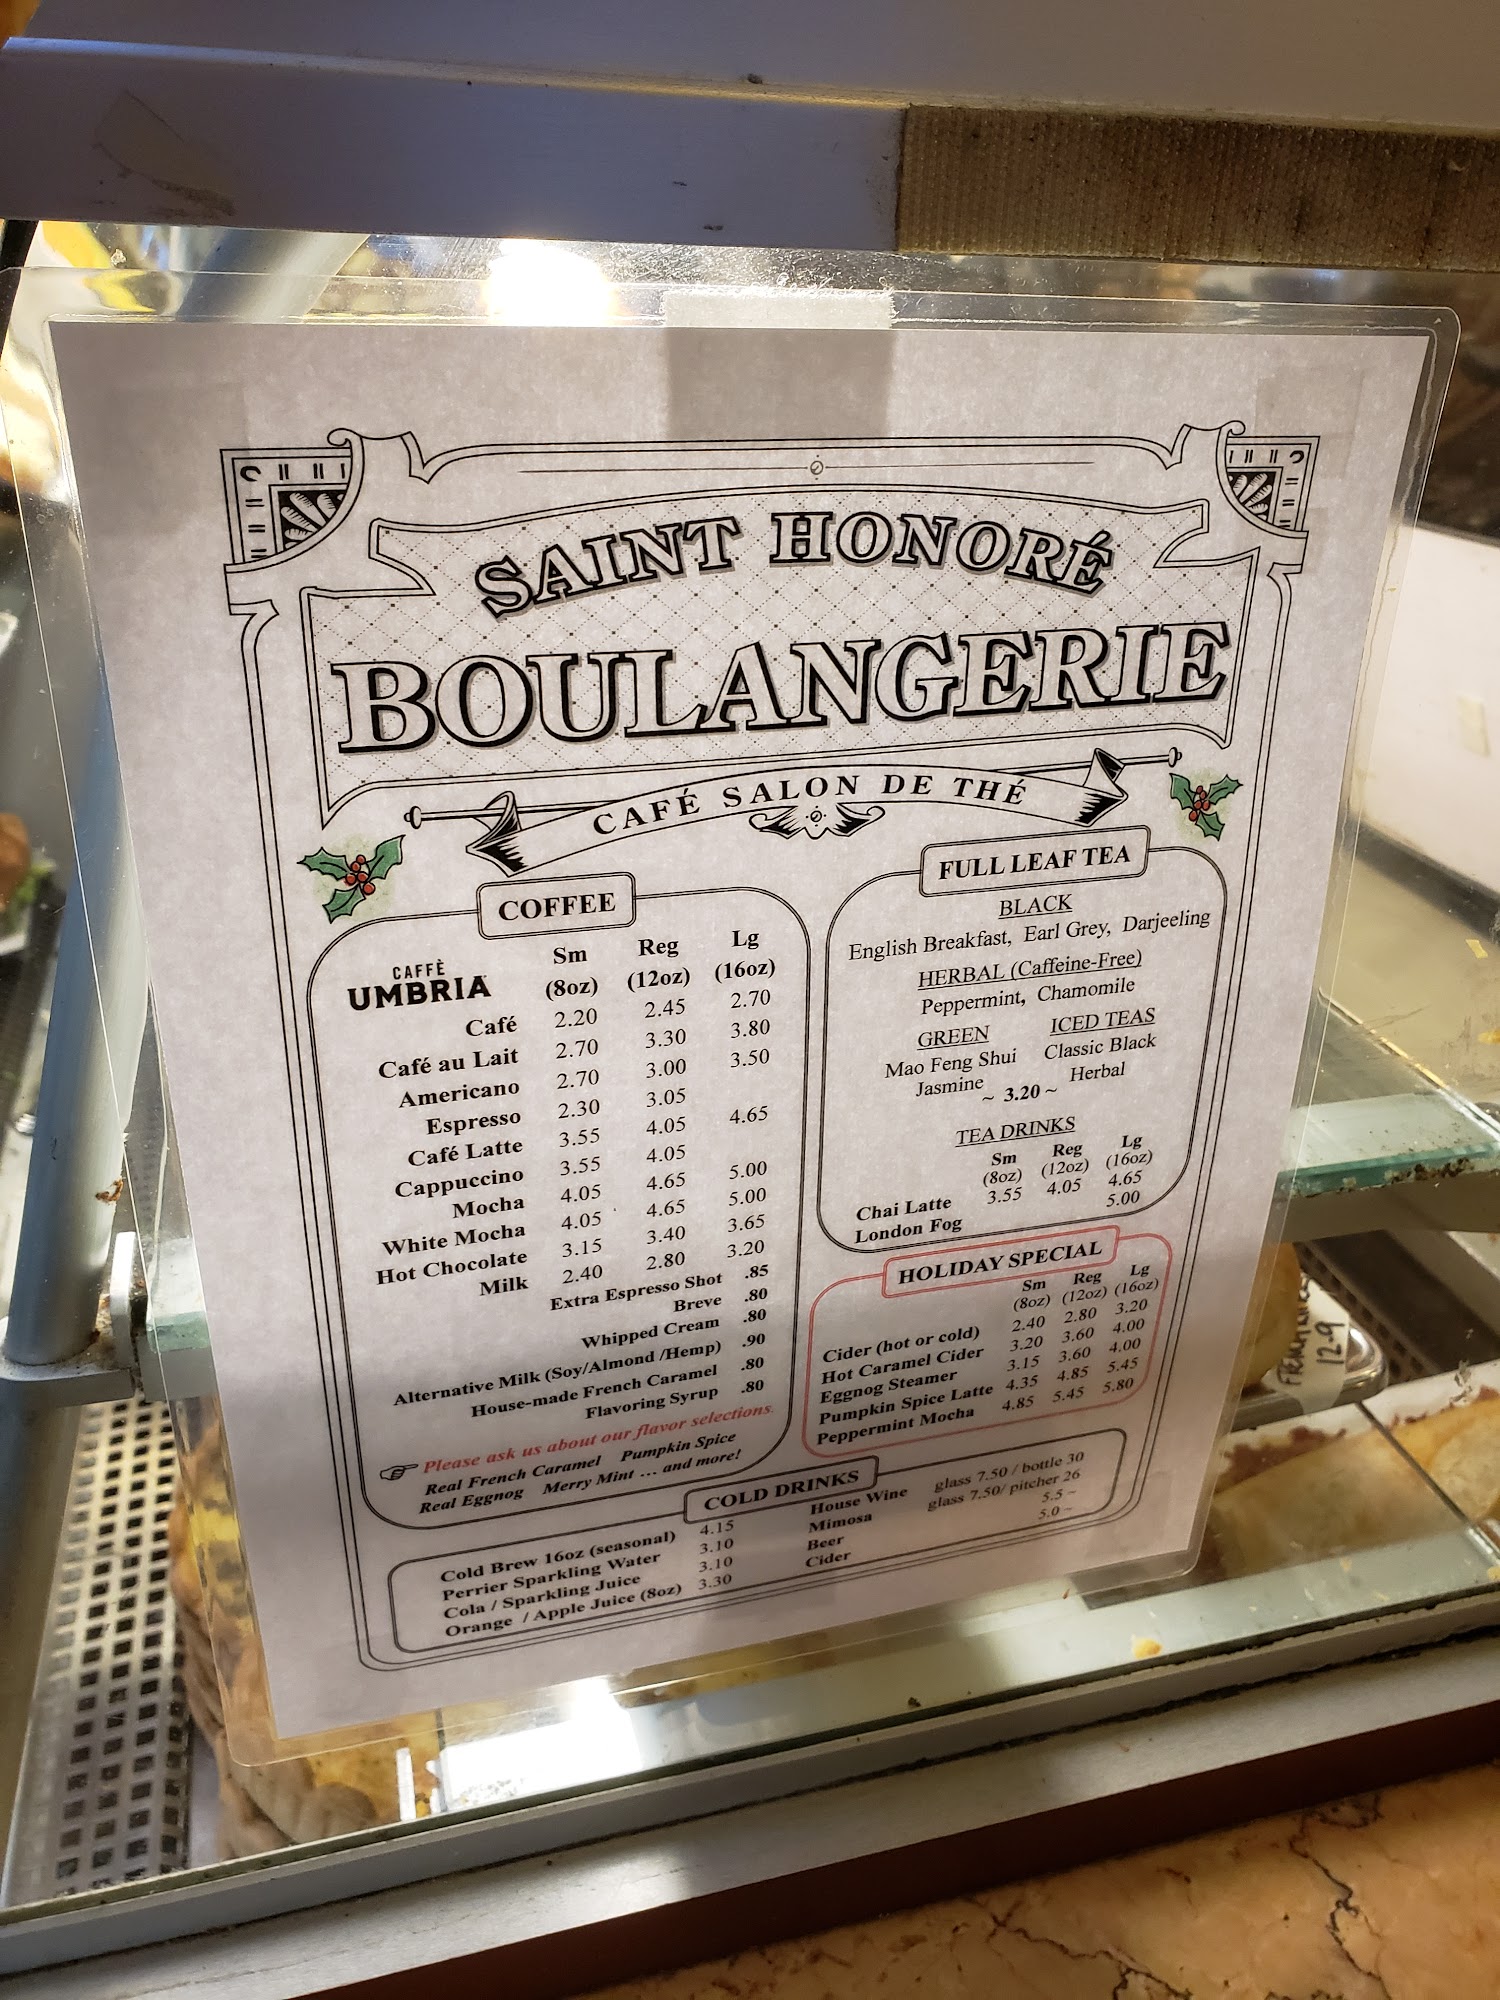 SAINT HONORÉ
BOULANGERIE
CAFÉ SALON DE THÉ
COFFEE
CAFFÈ
UMBRIA
Sm Reg Lg
(8oz) (12oz) (16oz)
Café 2.20 2.45 2.70
Café au Lait 2.70 3.30 3.80
Americano 2.70 3.00 3.50
Espresso 2.30 3.05
Café Latte 3.55 4.05 4.65
Cappuccino 3.55 4.05
Mocha 4.05 4.65 5.00
White Mocha 4.05 4.65 5.00
Hot Chocolate 3.15 3.40 3.65
Milk 2.40 2.80 3.20
Extra Espresso Shot .85
Breve .80
Whipped Cream .80
Alternative Milk (Soy/Almond /Hemp) .90
House-made French Caramel .80
Flavoring Syrup .80
Please ask us about our flavor selections.
Real French Caramel Pumpkin Spice
Real Eggnog Merry Mint ... and more!
FULL LEAF TEA
BLACK
English Breakfast, Earl Grey, Darjeeling
HERBAL (Caffeine-Free)
Peppermint, Chamomile
GREEN ICED TEAS
Mao Feng Shui Classic Black
Jasmine Herbal
~ 3.20 ~
TEA DRINKS
Sm Reg Lg
(8oz) (12oz) (16oz)
Chai Latte 3.55 4.05 4.65
London Fog 5.00
HOLIDAY SPECIAL
Sm Reg Lg
(8oz) (12oz) (16oz)
Cider (hot or cold) 2.40 2.80 3.20
Hot Caramel Cider 3.20 3.60 4.00
Eggnog Steamer 3.15 3.60 4.00
Pumpkin Spice Latte 4.35 4.85 5.45
Peppermint Mocha 4.85 5.45 5.80
COLD DRINKS
Cold Brew 16oz (seasonal) 4.15
Perrier Sparkling Water 3.10
Cola / Sparkling Juice 3.10
Orange / Apple Juice (8oz) 3.30
House Wine glass 7.50 / bottle 30
Mimosa glass 7.50/ pitcher 26
Beer 5.5 ~
Cider 5.0 ~
12-9